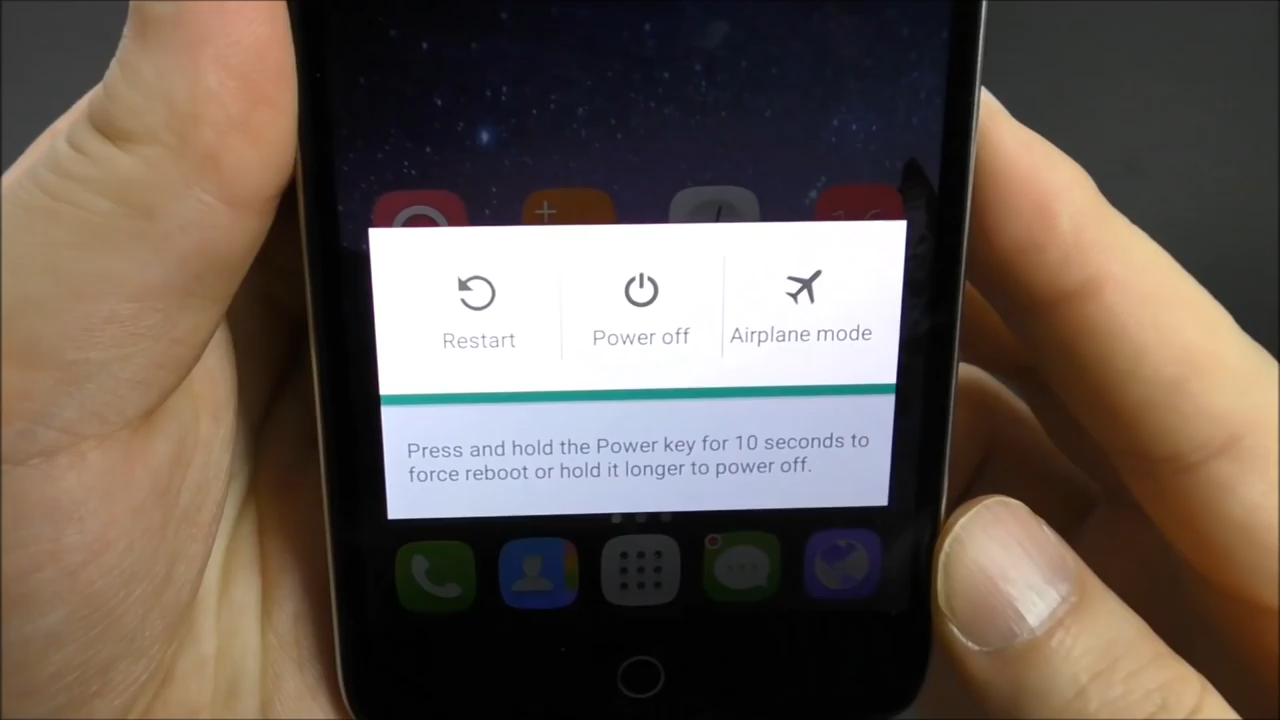 Restart
Power off
Airplane mode
Press and hold the Power key for 10 seconds to
force reboot or hold it longer to power off.